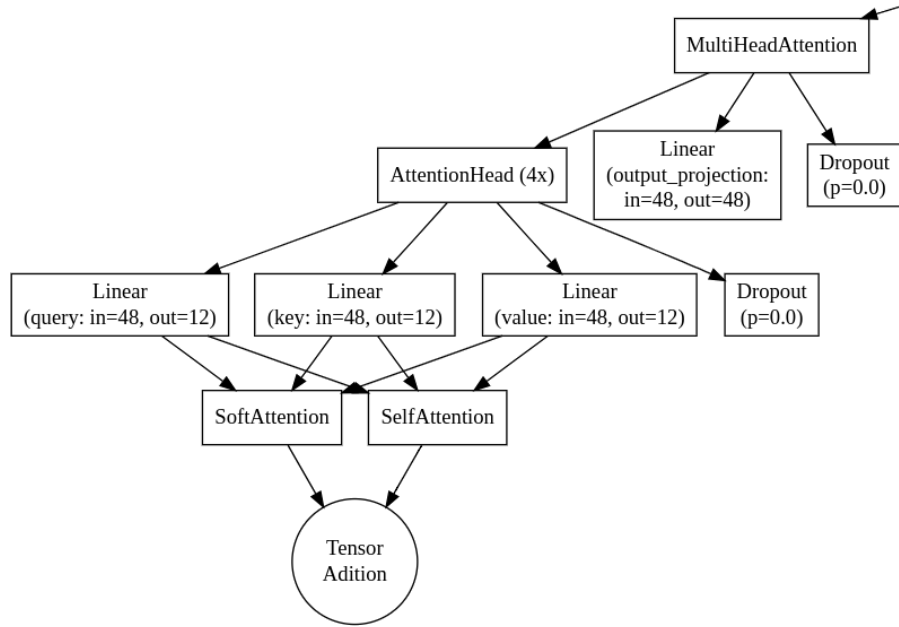 MultiHeadAttention
AttentionHead (4x)
Linear
(output_projection:
in=48, out=48)
Dropout
(p=0.0)
Linear
(query: in=48, out=12)
Linear
(key: in=48, out=12)
Linear
(value: in=48, out=12)
Dropout
(p=0.0)
SoftAttention
SelfAttention
Tensor
Adition